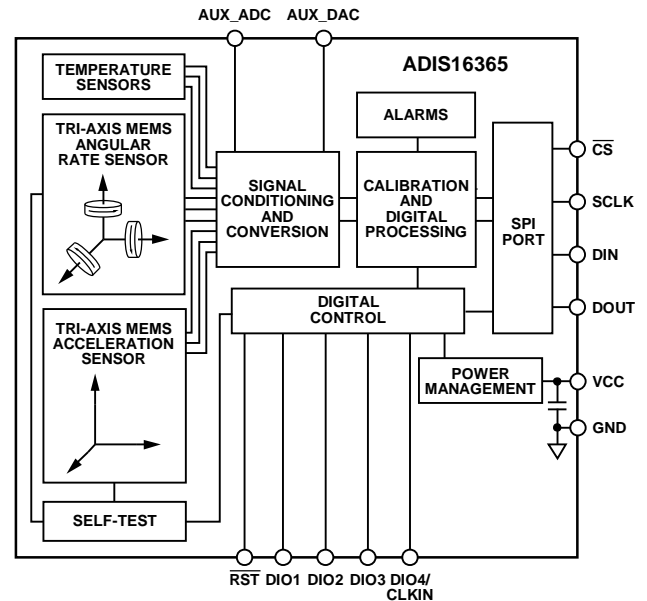 AUX_ADC AUX_DAC
ADIS16365
TEMPERATURE
SENSORS
ALARMS
TRI-AXIS MEMS
ANGULAR
RATE SENSOR
SIGNAL
CONDITIONING
AND
CONVERSION
CALIBRATION
AND
DIGITAL
PROCESSING
SPI
PORT
CS
SCLK
DIN
DOUT
DIGITAL
CONTROL
TRI-AXIS MEMS
ACCELERATION
SENSOR
POWER
MANAGEMENT
VCC
GND
SELF-TEST
RST DIO1 DIO2 DIO3 DIO4/
CLKIN